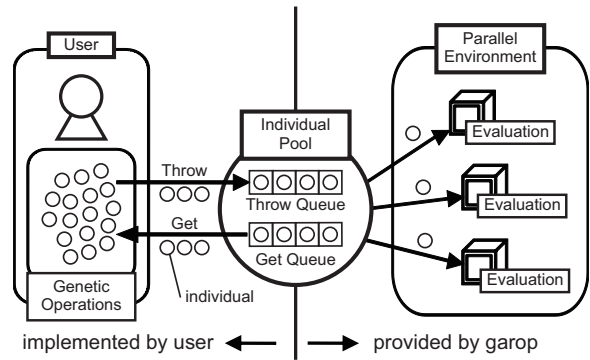 User
Genetic
Operations
Throw
Get
individual
Individual
Pool
Throw Queue
Get Queue
Parallel
Environment
Evaluation
Evaluation
Evaluation
implemented by user
provided by garop